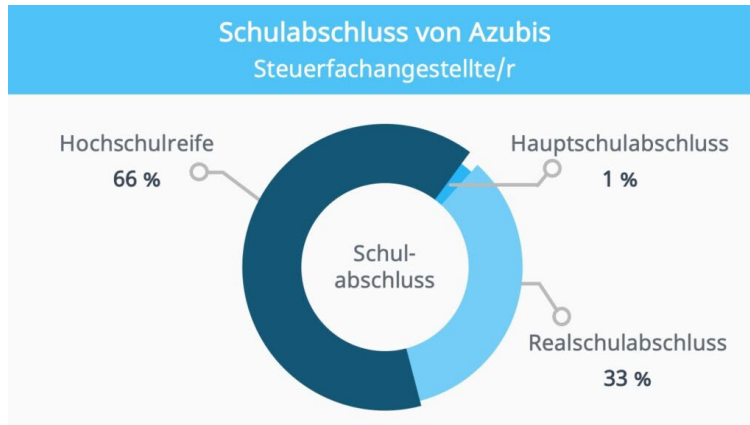 Schulabschluss von Azubis
Steuerfachangestellte/r
Hochschulreife
66 %
Hauptschulabschluss
1 %
Schul-
abschluss
Realschulabschluss
33 %